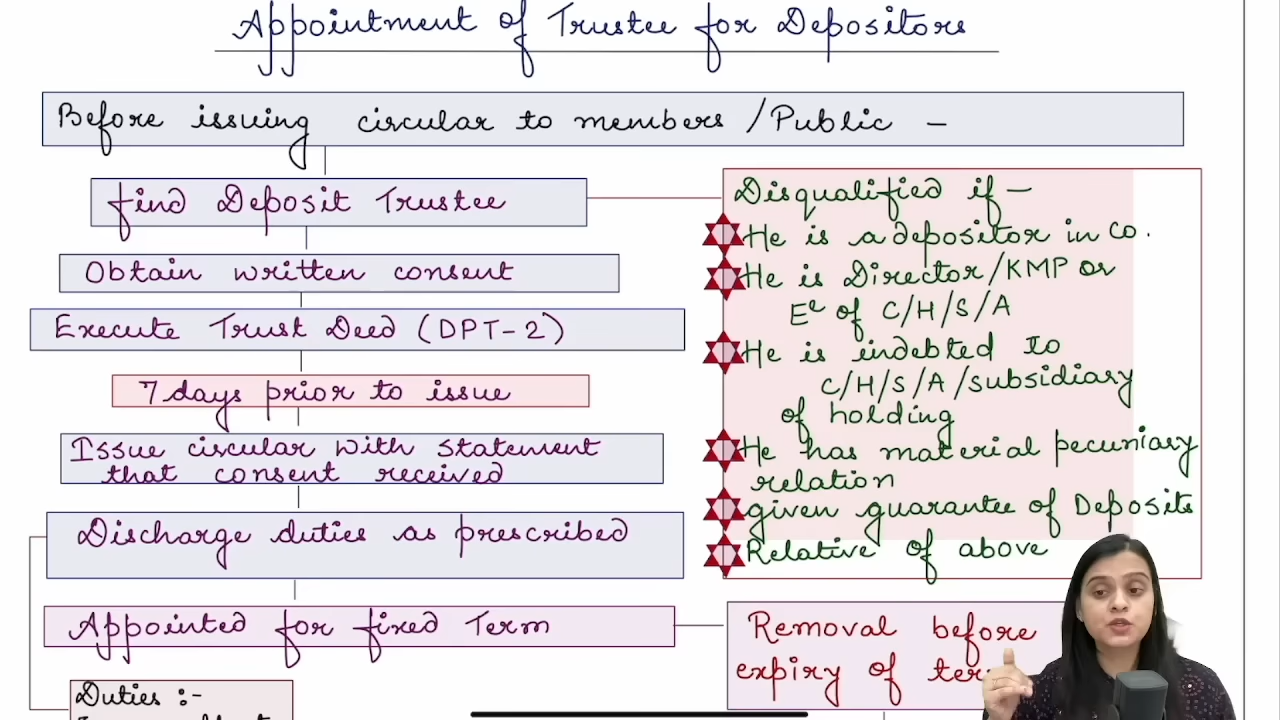 Appointment of Trustee for Depositors
Before issuing circular to members /Public -
find Deposit Trustee
Obtain written consent
Execute Trust Deed (DPT-2)
7 days prior to issue
Issue circular with statement
that consent received
Discharge duties as prescribed
Appointed for fixed Term
Duties :-
Disqualified if -
He is a depositor in co.
He is Director/KMP or
Ee of C/H/S/A
He is indebted to
C/H/S/A/subsidiary
of holding
He has material pecuniary
relation
given guarantee of Deposits
Relative of above
Removal before
expiry of